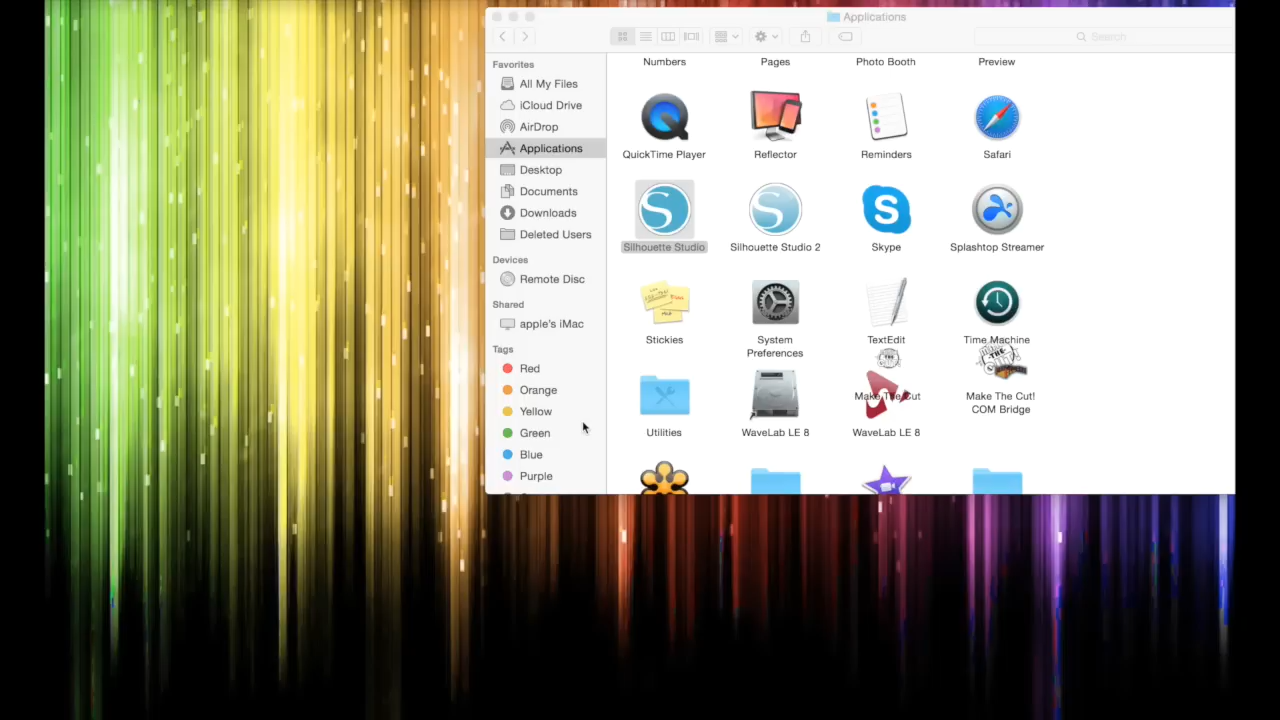 Applications
Search
Favorites
All My Files
iCloud Drive
AirDrop
Applications
Desktop
Documents
Downloads
Deleted Users
Devices
Remote Disc
Shared
apple's iMac
Tags
Red
Orange
Yellow
Green
Blue
Purple
Numbers
Pages
Photo Booth
Preview
QuickTime Player
Reflector
Reminders
Safari
Silhouette Studio
Silhouette Studio 2
Skype
Splashtop Streamer
Stickies
System
Preferences
TextEdit
Time Machine
Make The Cut
Make The Cut!
COM Bridge
Utilities
WaveLab LE 8
WaveLab LE 8